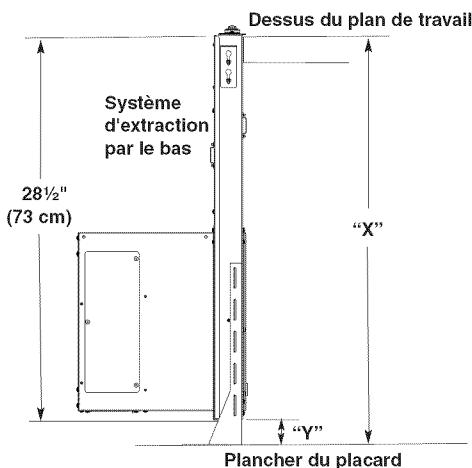 Dessus du plan de travail
Système
d'extraction
par le bas
28½"
(73 cm)
“X”
“Y”
Plancher du placard